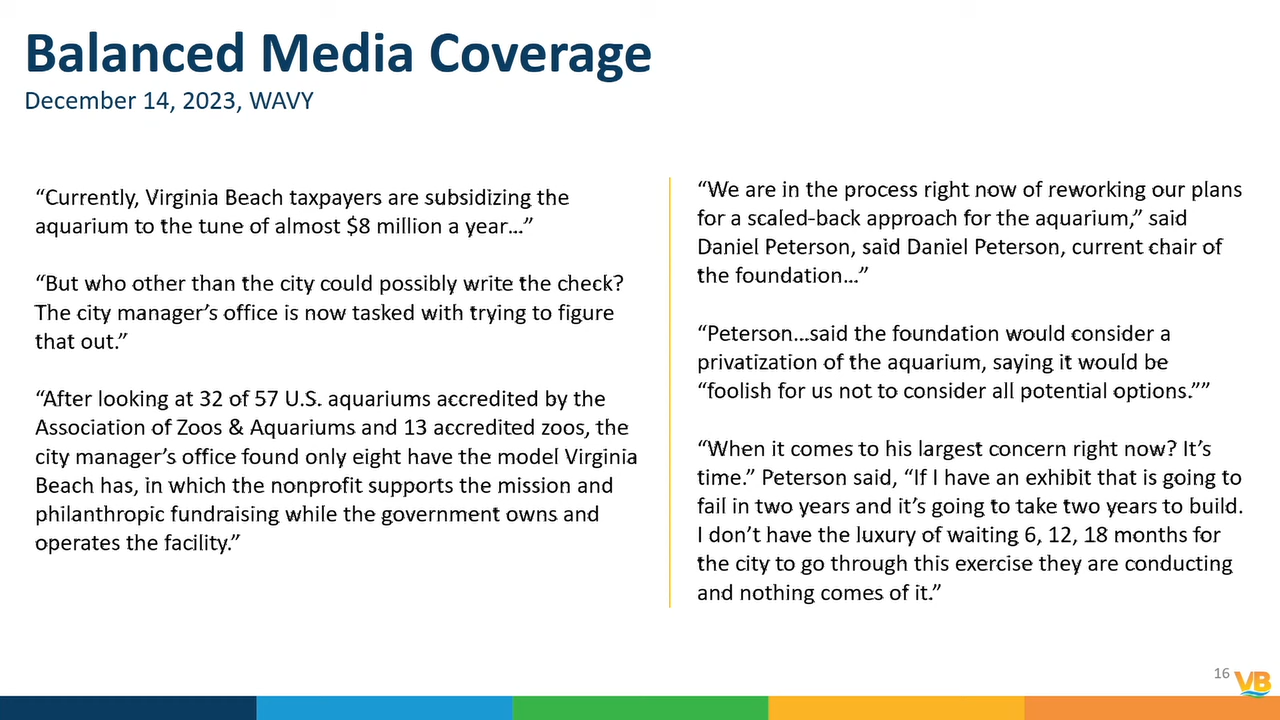 Balanced Media Coverage
December 14, 2023, WAVY
“Currently, Virginia Beach taxpayers are subsidizing the
aquarium to the tune of almost $8 million a year…”
“But who other than the city could possibly write the check?
The city manager’s office is now tasked with trying to figure
that out.”
“After looking at 32 of 57 U.S. aquariums accredited by the
Association of Zoos & Aquariums and 13 accredited zoos, the
city manager’s office found only eight have the model Virginia
Beach has, in which the nonprofit supports the mission and
philanthropic fundraising while the government owns and
operates the facility.”
“We are in the process right now of reworking our plans
for a scaled-back approach for the aquarium,” said
Daniel Peterson, said Daniel Peterson, current chair of
the foundation…”
“Peterson…said the foundation would consider a
privatization of the aquarium, saying it would be
“foolish for us not to consider all potential options.””
“When it comes to his largest concern right now? It’s
time.” Peterson said, “If I have an exhibit that is going to
fail in two years and it’s going to take two years to build.
I don’t have the luxury of waiting 6, 12, 18 months for
the city to go through this exercise they are conducting
and nothing comes of it.”
16
VB